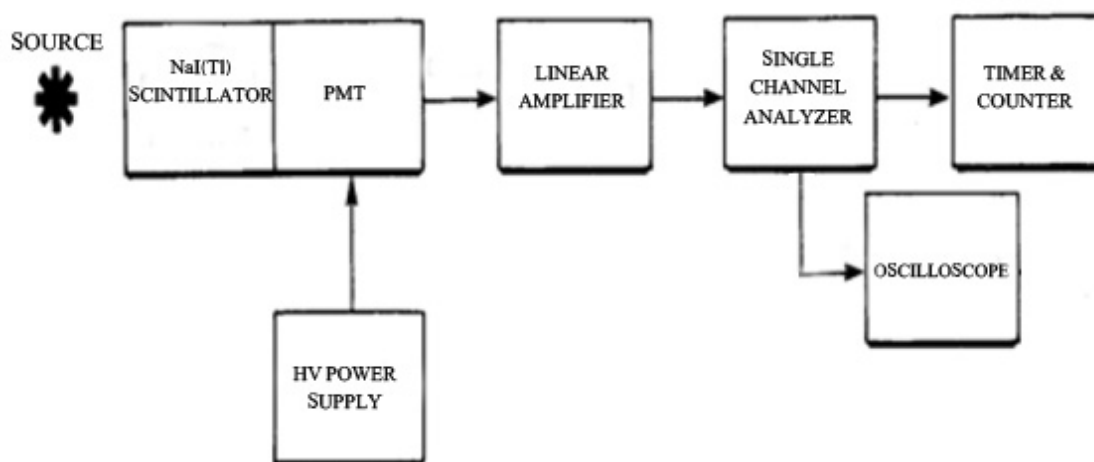 SOURCE
NaI(Tl)
SCINTILLATOR
PMT
LINEAR
AMPLIFIER
SINGLE
CHANNEL
ANALYZER
TIMER &
COUNTER
OSCILLOSCOPE
HV POWER
SUPPLY